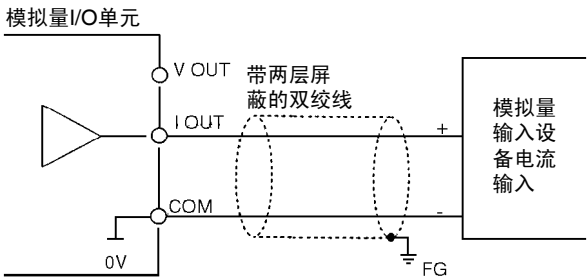 模拟量I/O单元
V OUT
带两层屏
蔽的双绞线
I OUT
+
模拟量
输入设
备电流
输入
COM
-
0V
FG